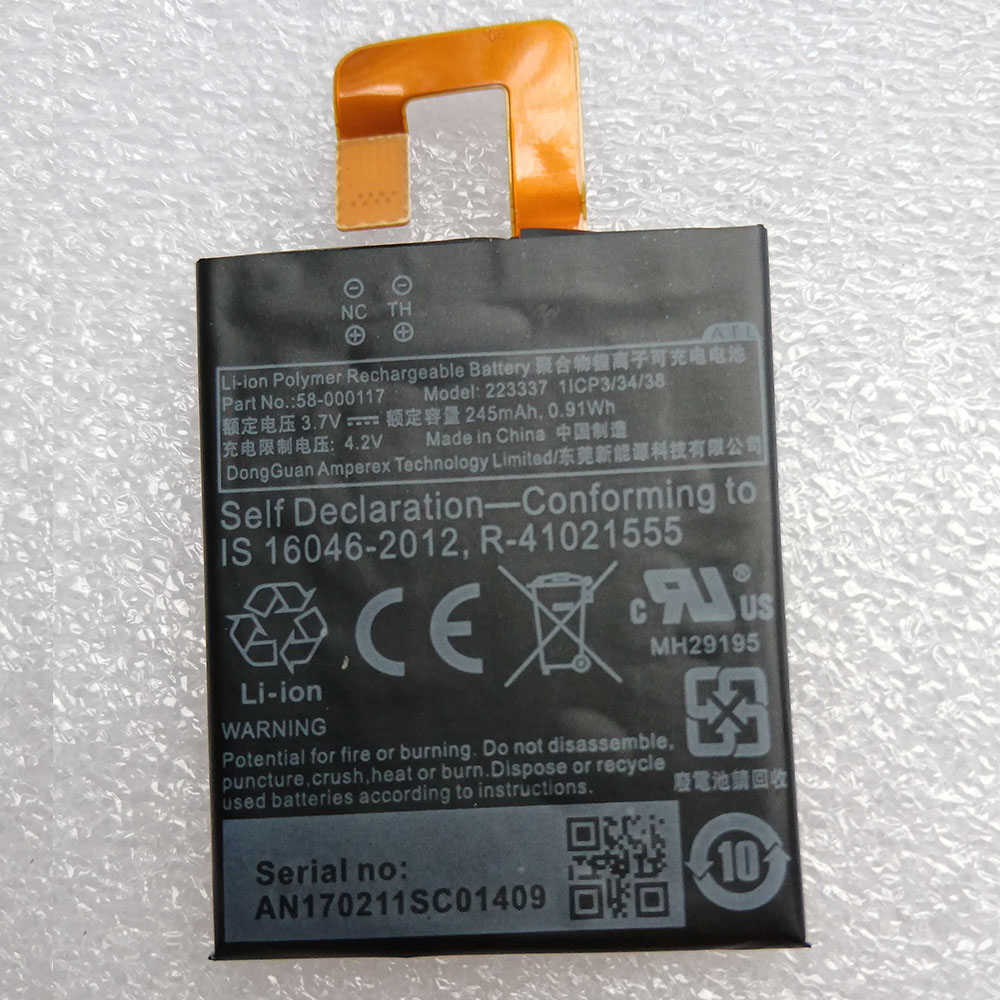 NC TH
ATL
Li-ion Polymer Rechargeable Battery 聚合物锂离子可充电电池
Part No.:58-000117 Model: 223337 1ICP3/34/38
额定电压 3.7V⎓ 额定容量 245mAh, 0.91Wh
充电限制电压: 4.2V Made in China 中国制造
DongGuan Amperex Technology Limited/东莞新能源科技有限公司
Self Declaration—Conforming to
IS 16046-2012, R-41021555
Li-ion
CE
c RU ® US
MH29195
WARNING
Potential for fire or burning. Do not disassemble,
puncture,crush,heat or burn.Dispose or recycle
used batteries according to instructions.
廢電池請回收
Serial no:
AN170211SC01409
10